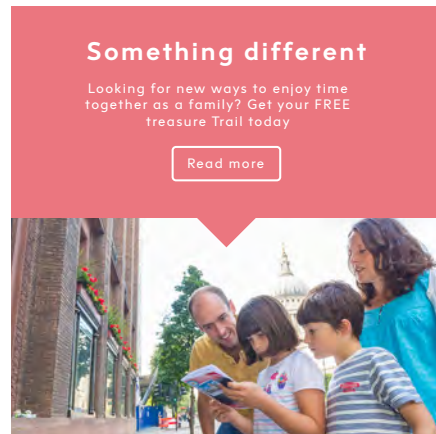 Something different
Looking for new ways to enjoy time
together as a family? Get your FREE
treasure Trail today
Read more